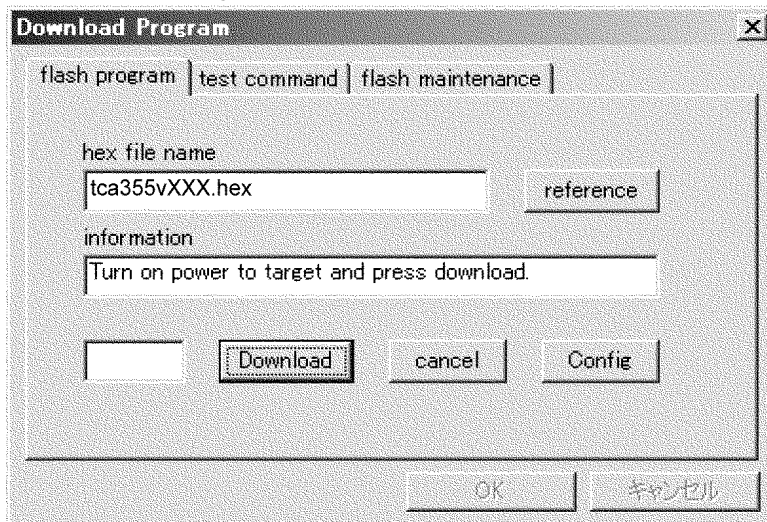 Download Program
flash program test command flash maintenance
hex file name
tca355vXXX.hex reference
information
Turn on power to target and press download.
Download cancel Config
OK キャンセル